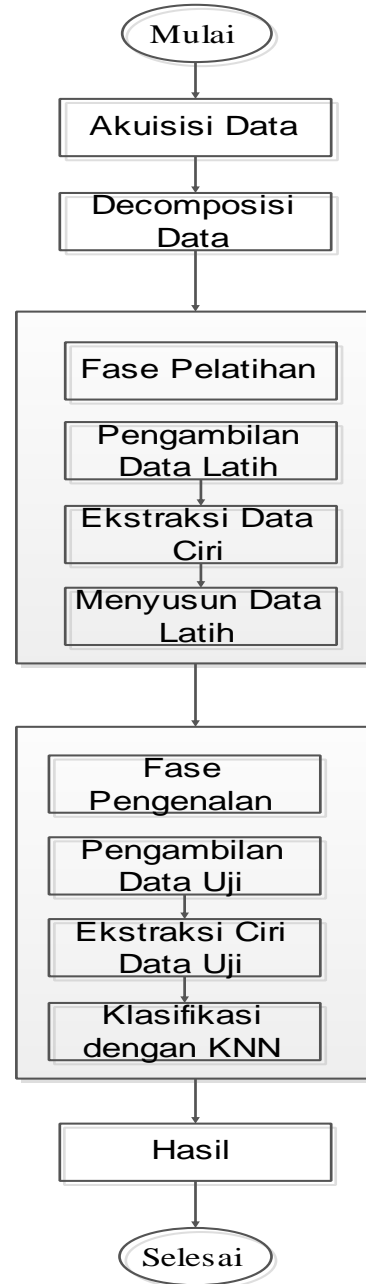 Mulai
Akuisisi Data
Decomposisi
Data
Fase Pelatihan
Pengambilan
Data Latih
Ekstraksi Data
Ciri
Menyusun Data
Latih
Fase
Pengenalan
Pengambilan
Data Uji
Ekstraksi Ciri
Data Uji
Klasifikasi
dengan KNN
Hasil
Selesai